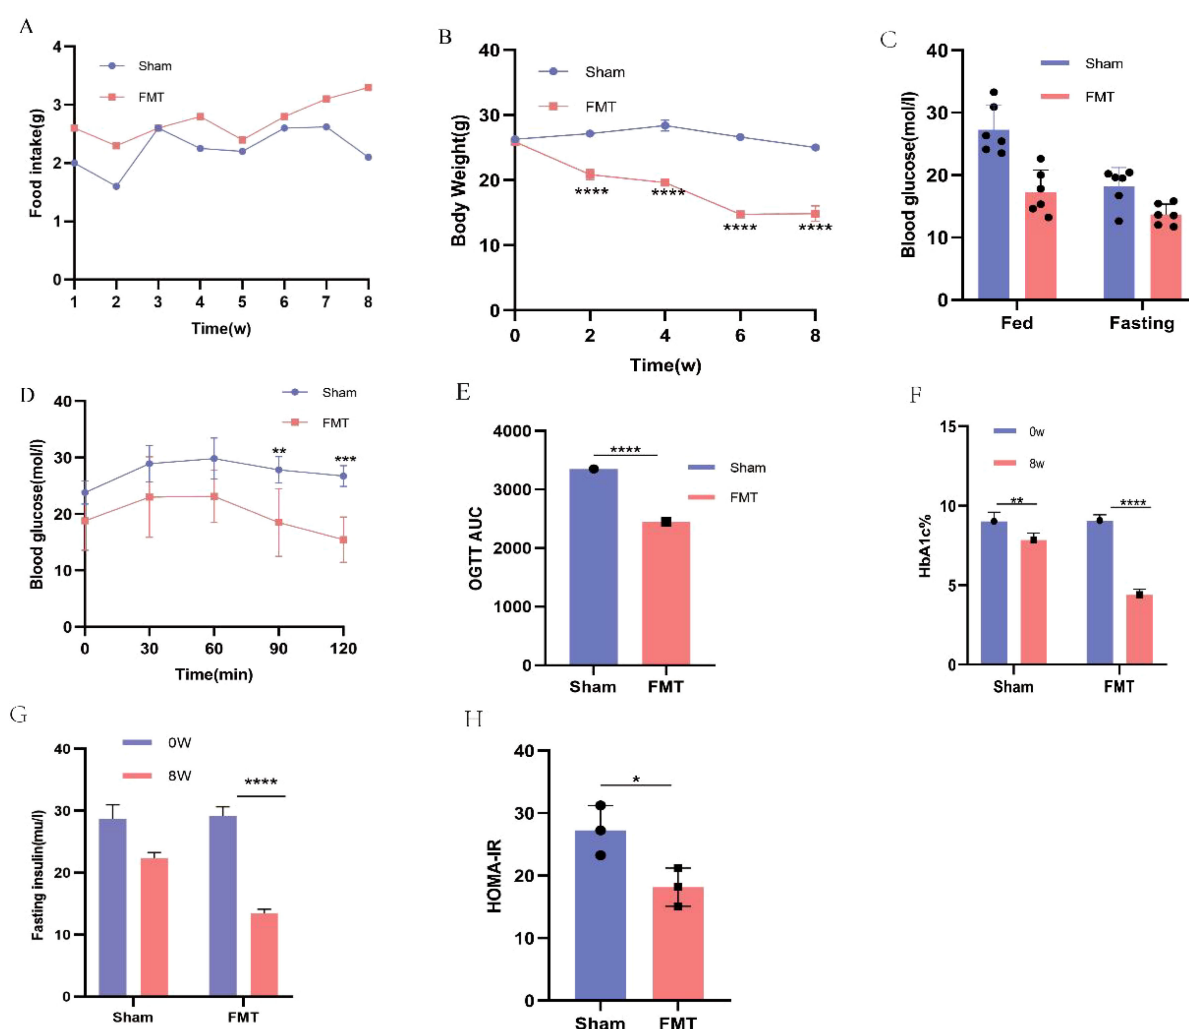 A
Food intake(g)
4
3
2
1
0
Sham
FMT
1 2 3 4 5 6 7 8
Time(w)
B
Body Weight(g)
40
30
20
10
0
Sham
FMT
**** **** **** ****
0 2 4 6 8
Time(w)
C
Blood glucose(mol/l)
40
30
20
10
0
Sham
FMT
Fed Fasting
D
Blood glucose(mol/l)
40
30
20
10
0
Sham
FMT
** ***
0 30 60 90 120
Time(min)
E
OGTT AUC
4000
3000
2000
1000
0
****
Sham
FMT
Sham FMT
F
HbA1c%
15
10
5
0
0w
8w
** ****
Sham FMT
G
Fasting insulin(mu/l)
40
30
20
10
0
0W
8W
****
Sham FMT
H
HOMA-IR
40
30
20
10
0
*
Sham FMT